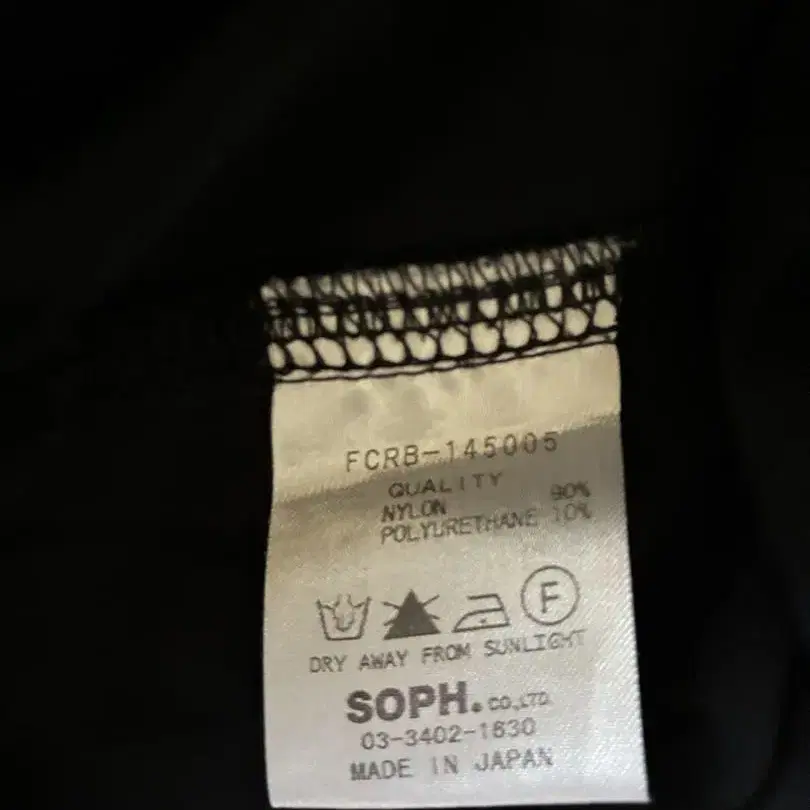 FCRB-145005
QUALITY
NYLON 90%
POLYURETHANE 10%
F
DRY AWAY FROM SUNLIGHT
SOPH. CO.,LTD.
03-3402-1630
MADE IN JAPAN